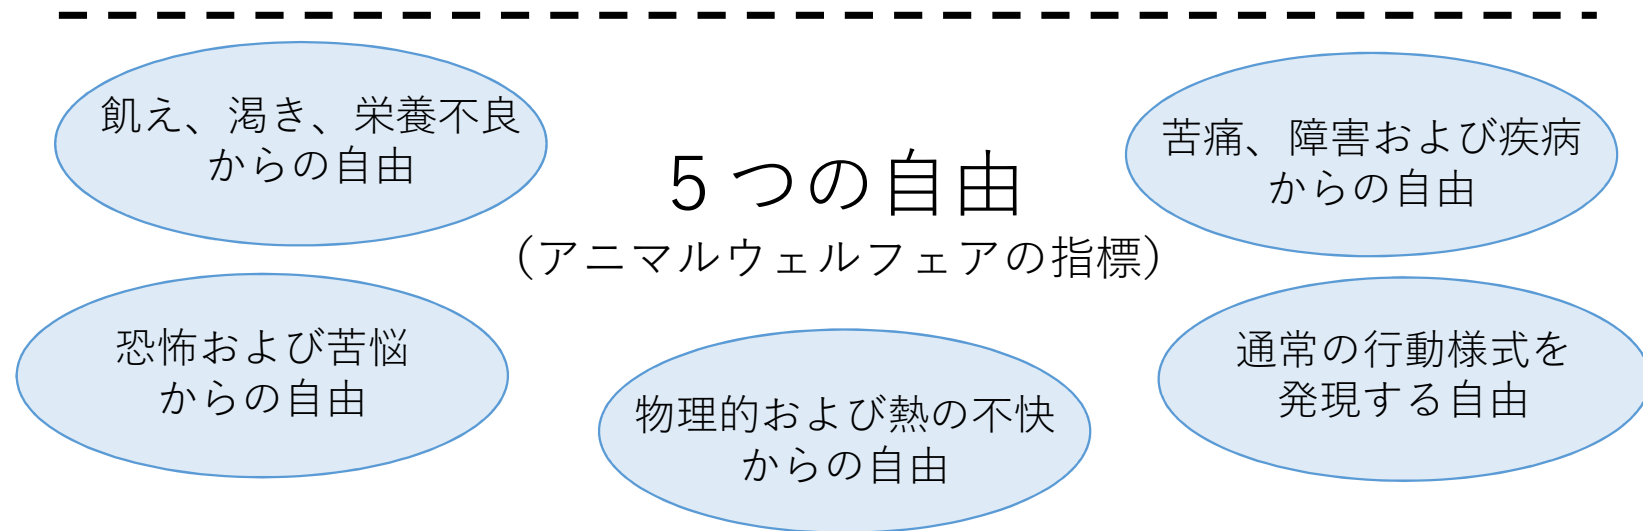 飢え、渇き、栄養不良
からの自由
5つの自由
（アニマルウェルフェアの指標）
苦痛、障害および疾病
からの自由
恐怖および苦悩
からの自由
物理的および熱の不快
からの自由
通常の行動様式を
発現する自由